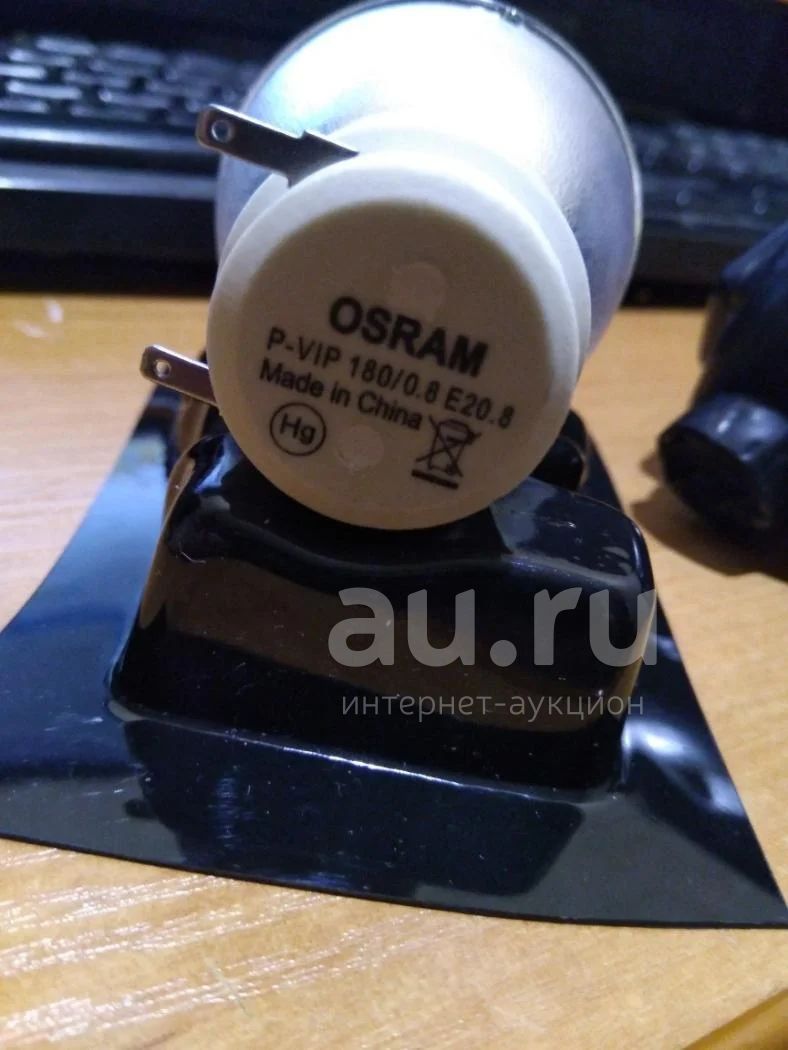 OSRAM
P-VIP 180/0.8 E20.8
Made in China
Hg
au.ru
интернет-аукцион